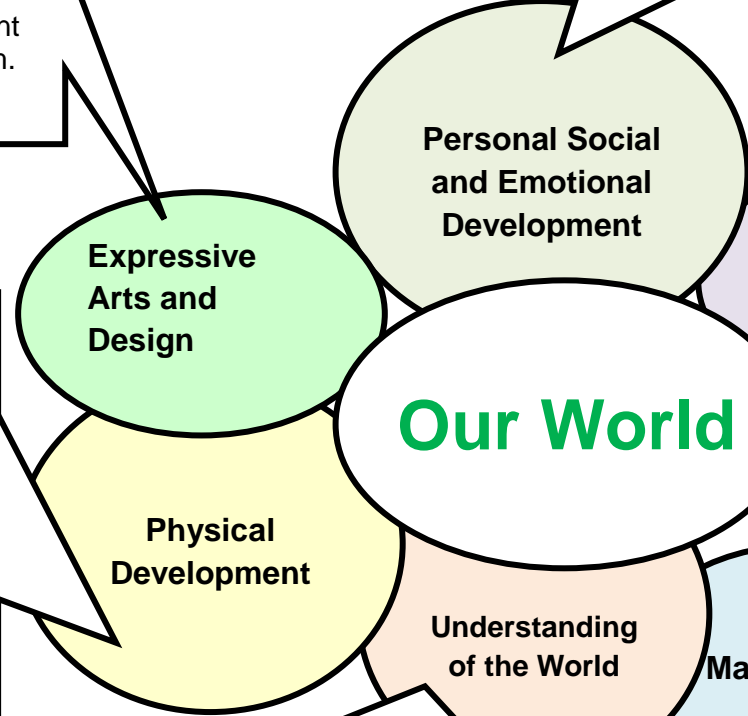 Personal Social
and Emotional
Development
Expressive
Arts and
Design
Our World
Physical
Development
Understanding
of the World